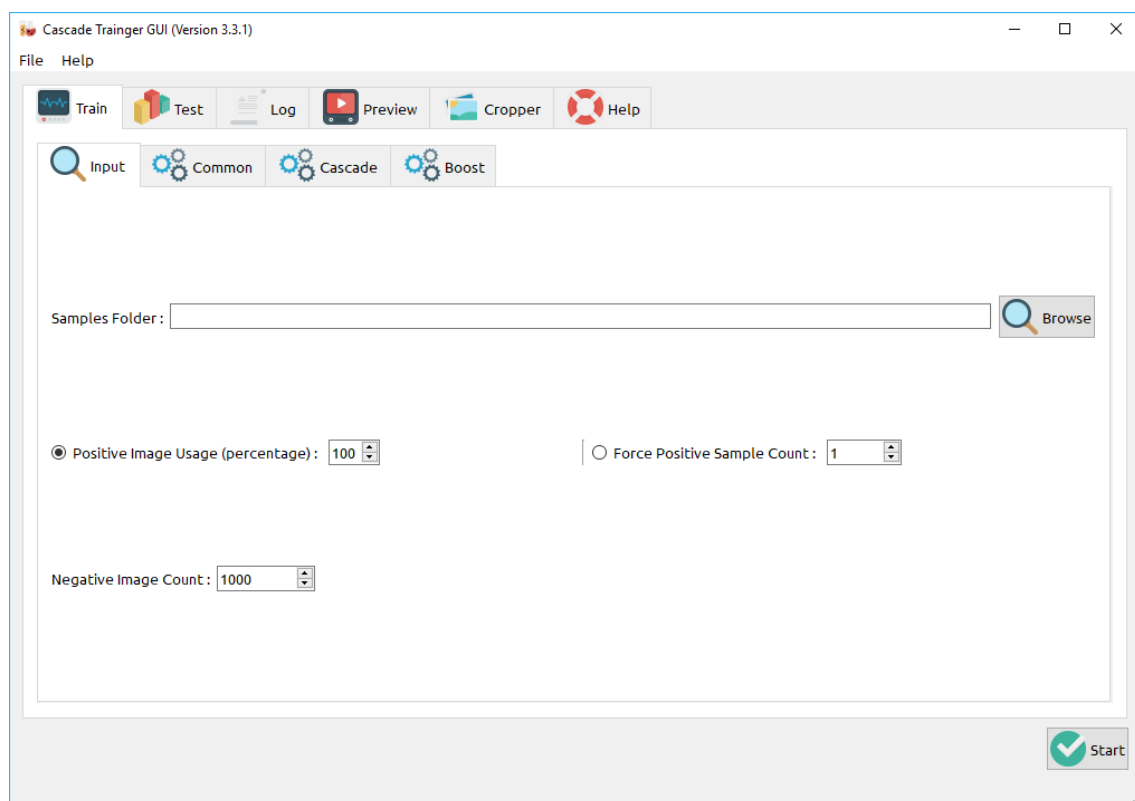 Cascade Trainger GUI (Version 3.3.1)
File Help
Train Test Log Preview Cropper Help
Input Common Cascade Boost
Samples Folder : Browse
Positive Image Usage (percentage) : 100 Force Positive Sample Count : 1
Negative Image Count : 1000
Start